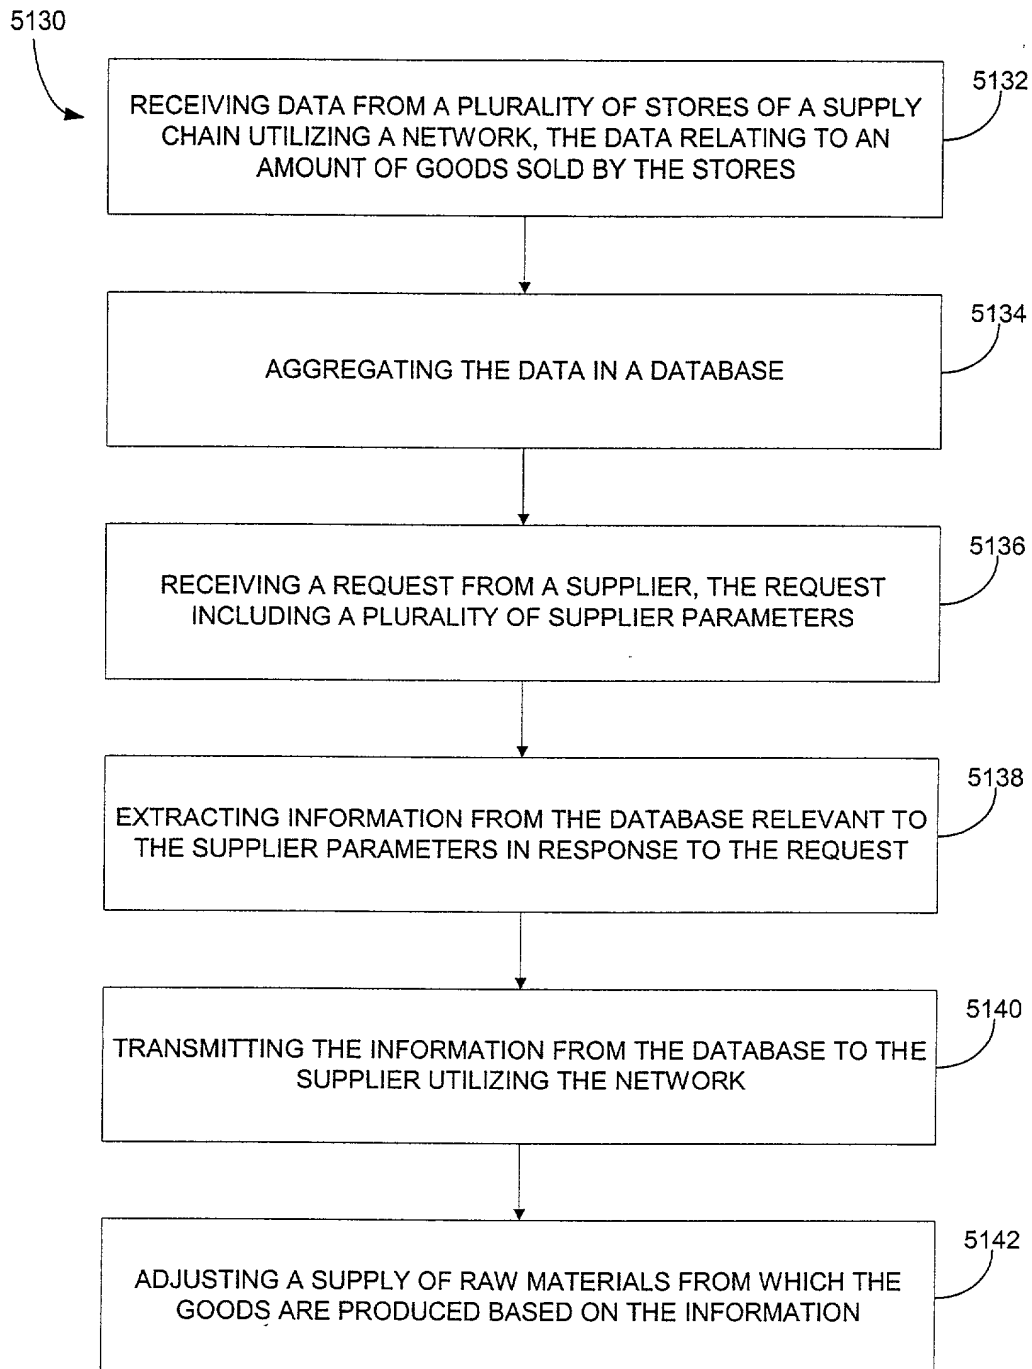 5130
5132
RECEIVING DATA FROM A PLURALITY OF STORES OF A SUPPLY
CHAIN UTILIZING A NETWORK, THE DATA RELATING TO AN
AMOUNT OF GOODS SOLD BY THE STORES
5134
AGGREGATING THE DATA IN A DATABASE
5136
RECEIVING A REQUEST FROM A SUPPLIER, THE REQUEST
INCLUDING A PLURALITY OF SUPPLIER PARAMETERS
5138
EXTRACTING INFORMATION FROM THE DATABASE RELEVANT TO
THE SUPPLIER PARAMETERS IN RESPONSE TO THE REQUEST
5140
TRANSMITTING THE INFORMATION FROM THE DATABASE TO THE
SUPPLIER UTILIZING THE NETWORK
5142
ADJUSTING A SUPPLY OF RAW MATERIALS FROM WHICH THE
GOODS ARE PRODUCED BASED ON THE INFORMATION